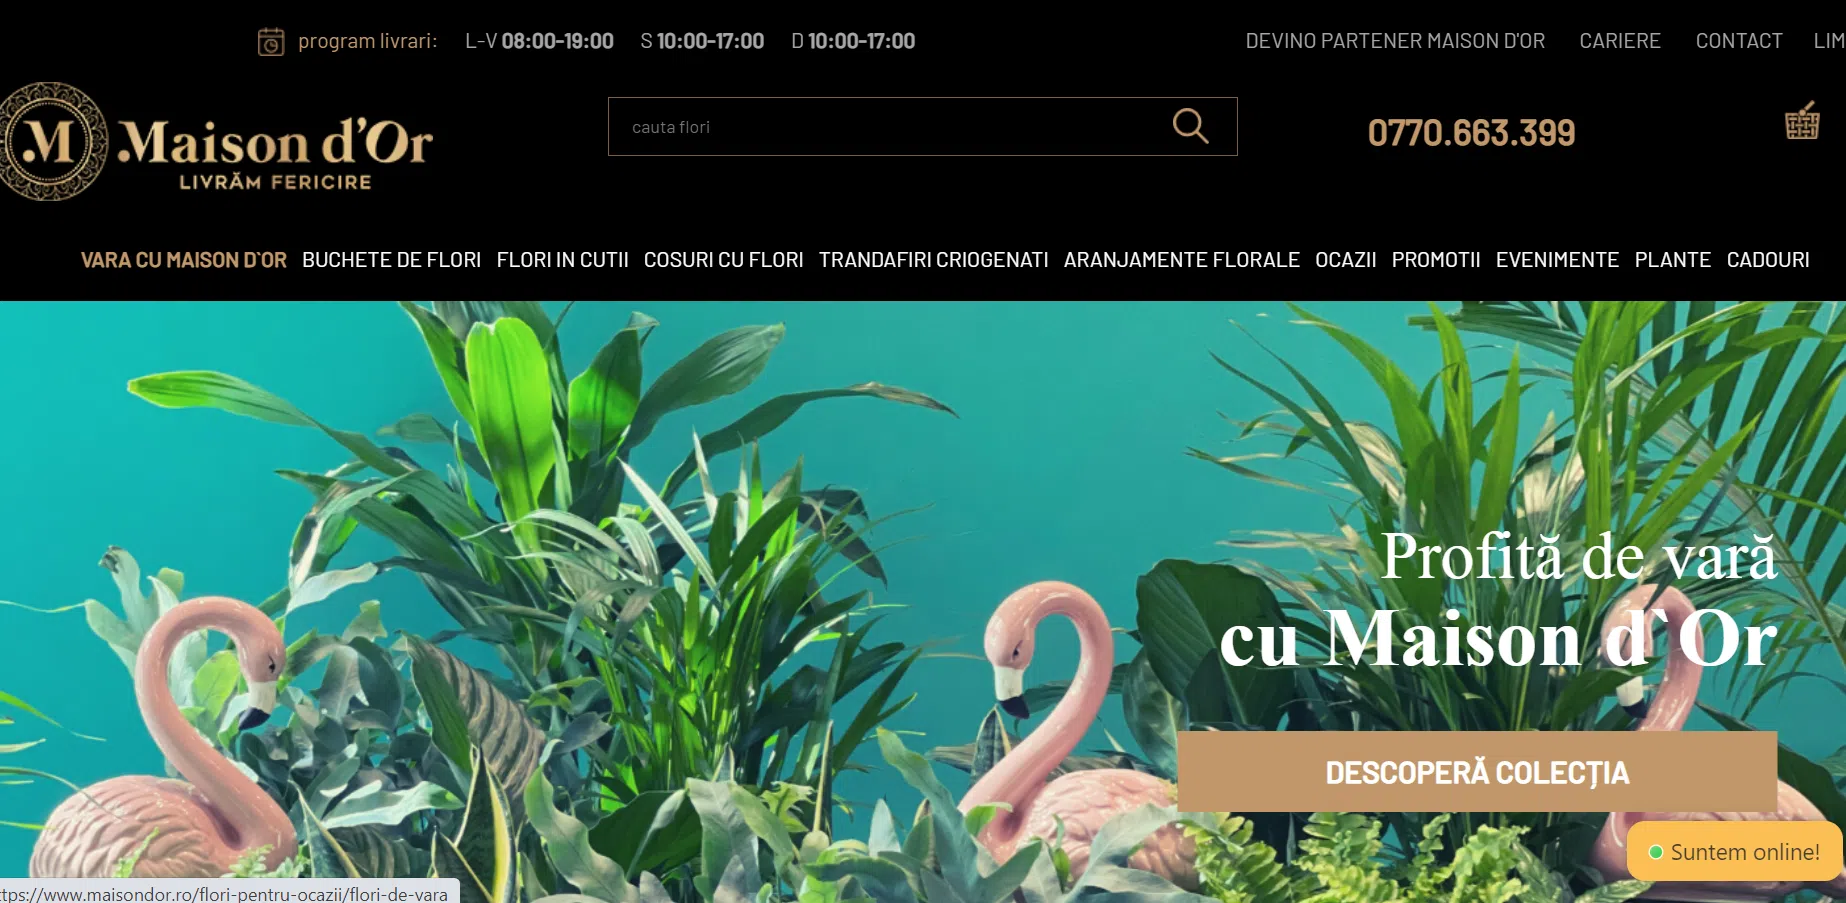 program livrari: L-V 08:00-19:00 S 10:00-17:00 D 10:00-17:00
DEVINO PARTENER MAISON D'OR CARIERE CONTACT LIM
M Maison d'Or
LIVRĂM FERICIRE
cauta flori
0770.663.399
VARA CU MAISON D`OR BUCHETE DE FLORI FLORI IN CUTII COSURI CU FLORI TRANDAFIRI CRIOGENATI ARANJAMENTE FLORALE OCAZII PROMOTII EVENIMENTE PLANTE CADOURI
Profită de vară
cu Maison d`Or
DESCOPERĂ COLECȚIA
Suntem online!
ttps://www.maisondor.ro/flori-pentru-ocazii/flori-de-vara